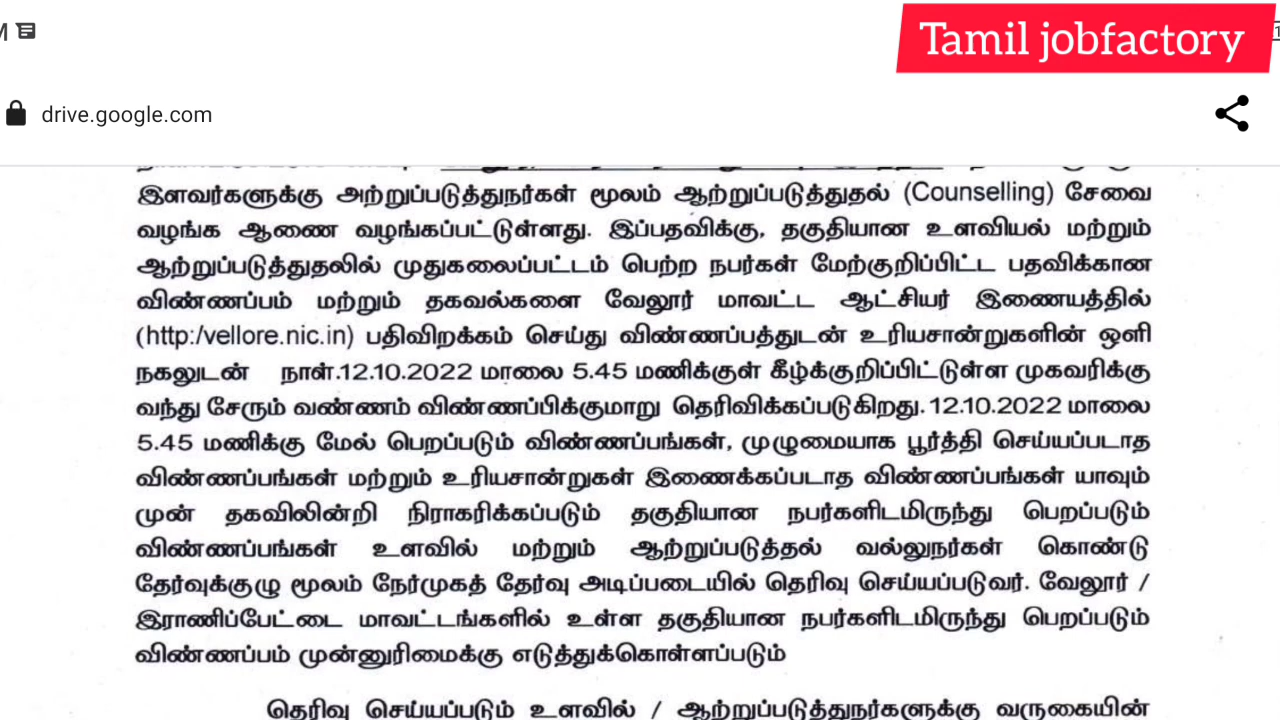 M
Tamil jobfactory
drive.google.com
இளவர்களுக்கு அற்றுப்படுத்துநர்கள் மூலம் ஆற்றுப்படுத்துதல் (Counselling) சேவை
வழங்க ஆணை வழங்கப்பட்டுள்ளது. இப்பதவிக்கு, தகுதியான உளவியல் மற்றும்
ஆற்றுப்படுத்துதலில் முதுகலைப்பட்டம் பெற்ற நபர்கள் மேற்குறிப்பிட்ட பதவிக்கான
விண்ணப்பம் மற்றும் தகவல்களை வேலூர் மாவட்ட ஆட்சியர் இணையத்தில்
(http:/vellore.nic.in) பதிவிறக்கம் செய்து விண்ணப்பத்துடன் உரியசான்றுகளின் ஒளி
நகலுடன் நாள்.12.10.2022 மாலை 5.45 மணிக்குள் கீழ்க்குறிப்பிட்டுள்ள முகவரிக்கு
வந்து சேரும் வண்ணம் விண்ணப்பிக்குமாறு தெரிவிக்கப்படுகிறது. 12.10.2022 மாலை
5.45 மணிக்கு மேல் பெறப்படும் விண்ணப்பங்கள், முழுமையாக பூர்த்தி செய்யப்படாத
விண்ணப்பங்கள் மற்றும் உரியசான்றுகள் இணைக்கப்படாத விண்ணப்பங்கள் யாவும்
முன் தகவிலின்றி நிராகரிக்கப்படும் தகுதியான நபர்களிடமிருந்து பெறப்படும்
விண்ணப்பங்கள் உளவில் மற்றும் ஆற்றுப்படுத்தல் வல்லுநர்கள் கொண்டு
தேர்வுக்குழு மூலம் நேர்முகத் தேர்வு அடிப்படையில் தெரிவு செய்யப்படுவர். வேலூர் /
இராணிப்பேட்டை மாவட்டங்களில் உள்ள தகுதியான நபர்களிடமிருந்து பெறப்படும்
விண்ணப்பம் முன்னுரிமைக்கு எடுத்துக்கொள்ளப்படும்
தெரிவு செய்யப்படும் உளவில் / ஆற்றுப்படுத்துநர்களுக்கு வருகையின்